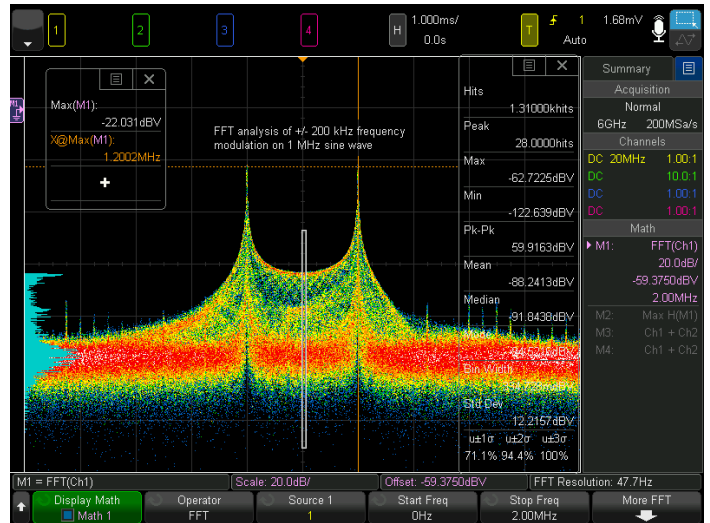 1
2
3
4
H
1.000ms/
0.0s
T
1
Auto
1.68mV
M1
Max(M1):
-22.031dBV
X@Max(M1):
1.2002MHz
FFT analysis of +/- 200 kHz frequency
modulation on 1 MHz sine wave
Hits
1.31000khits
Peak
28.0000hits
Max
-62.7225dBV
Min
-122.639dBV
Pk-Pk
59.9163dBV
Mean
-88.2413dBV
Median
-91.8438dBV
Mode
Bin Width
Std Dev
12.2157dBV
u±1σ u±2σ u±3σ
71.1% 94.4% 100%
Summary
Acquisition
Normal
6GHz 200MSa/s
Channels
DC 20MHz 1.00:1
DC 10.0:1
DC 1.00:1
DC 1.00:1
Math
M1: FFT(Ch1)
20.0dB/
-59.3750dBV
2.00MHz
M2: Max H(M1)
M3: Ch1 + Ch2
M4: Ch1 + Ch2
M1 = FFT(Ch1)
Scale: 20.0dB/
Offset: -59.3750dBV
FFT Resolution: 47.7Hz
Display Math
Math 1
Operator
FFT
Source 1
1
Start Freq
0Hz
Stop Freq
2.00MHz
More FFT